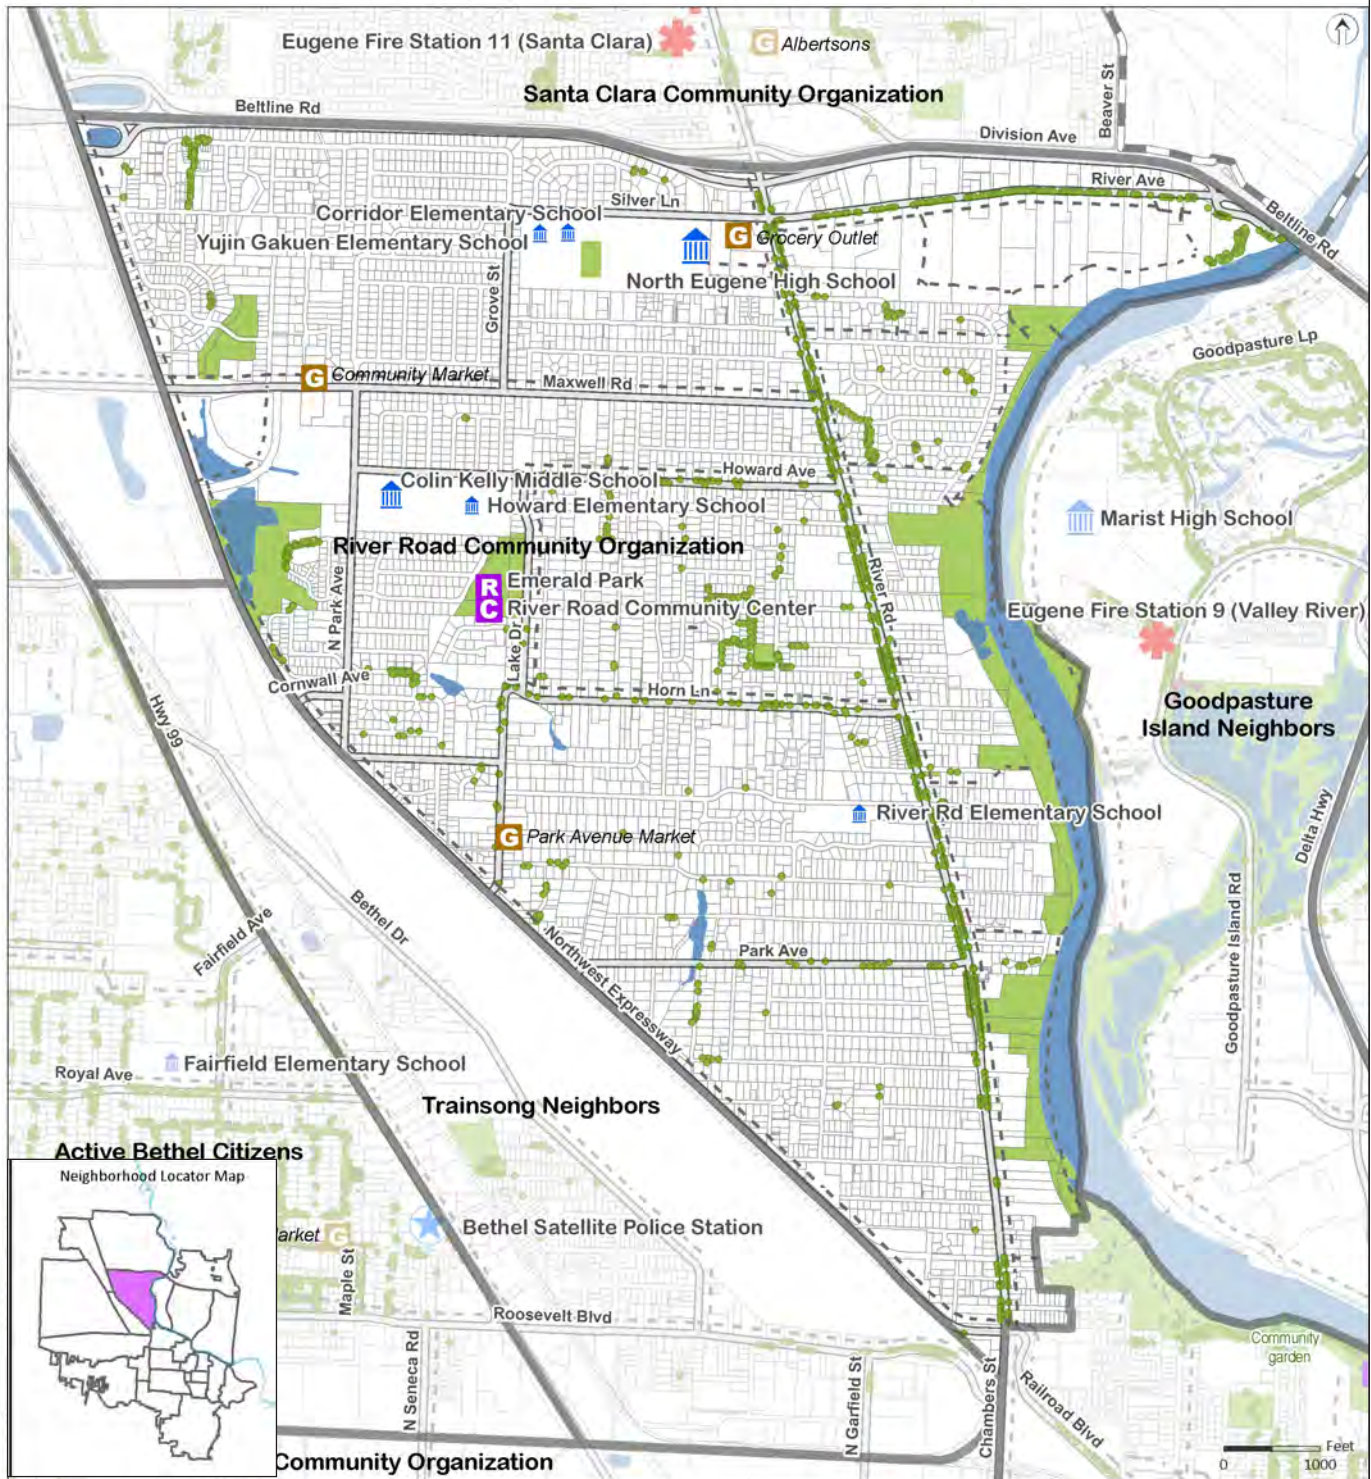 Eugene Fire Station 11 (Santa Clara)
G Albertsons
Santa Clara Community Organization
Beaver St
Beltline Rd
Division Ave
River Ave
Silver Ln
Corridor Elementary School
Yujin Gakuen Elementary School
G Grocery Outlet
Beltline Rd
North Eugene High School
Grove St
Goodpasture Lp
G Community Market
Maxwell Rd
Howard Ave
Colin Kelly Middle School
Howard Elementary School
Marist High School
River Road Community Organization
R Emerald Park
C River Road Community Center
River Rd
Eugene Fire Station 9 (Valley River)
N Park Ave
Lake Dr
Cornwall Ave
Horn Ln
Goodpasture
Island Neighbors
Hwy 99
River Rd Elementary School
G Park Avenue Market
Delta Hwy
Goodpasture Island Rd
Bethel Dr
Fairfield Ave
Northwest Expressway
Park Ave
Fairfield Elementary School
Royal Ave
Trainsong Neighbors
Active Bethel Citizens
Neighborhood Locator Map
arket G
Bethel Satellite Police Station
Maple St
Roosevelt Blvd
N Seneca Rd
N Garfield St
Chambers St
Railroad Blvd
Community
garden
Community Organization
Feet
0 1000